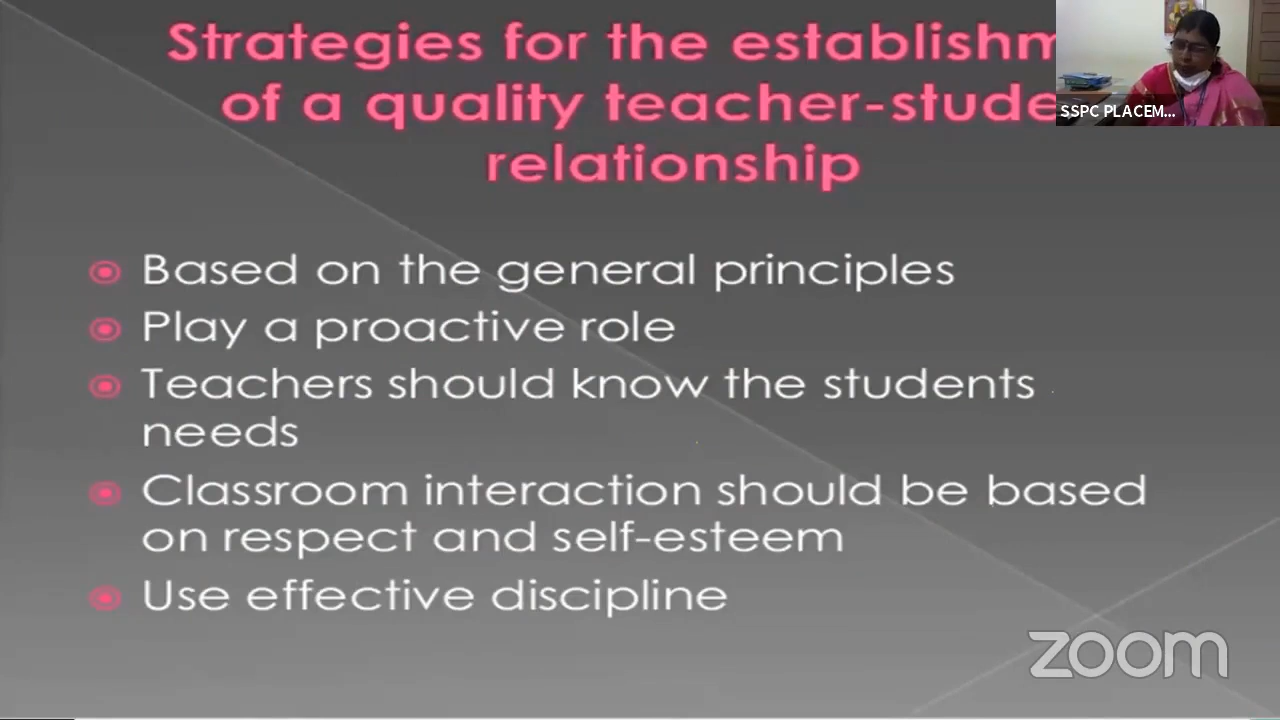 Strategies for the establishm
of a quality teacher-stude
relationship
SSPC PLACEM...
Based on the general principles
Play a proactive role
Teachers should know the students
needs
Classroom interaction should be based
on respect and self-esteem
Use effective discipline
zoom